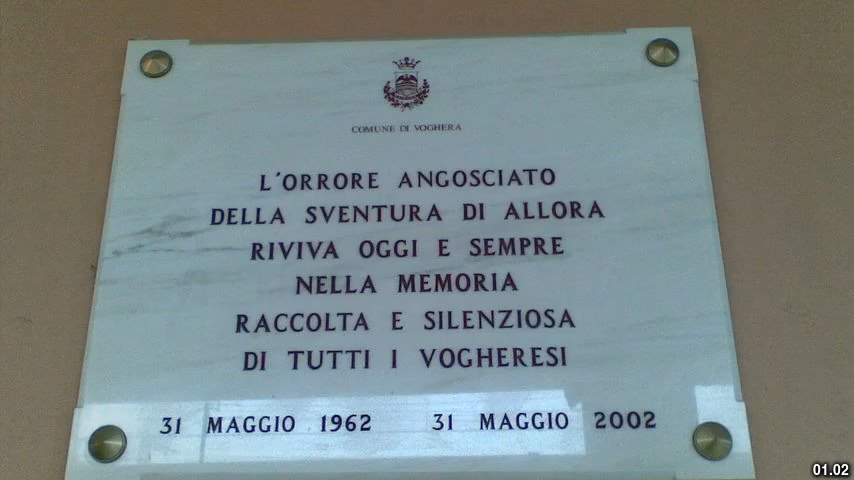 COMUNE DI VOGHERA
L'ORRORE ANGOSCIATO
DELLA SVENTURA DI ALLORA
RIVIVA OGGI E SEMPRE
NELLA MEMORIA
RACCOLTA E SILENZIOSA
DI TUTTI I VOGHERESI
31 MAGGIO 1962 31 MAGGIO 2002
01.02